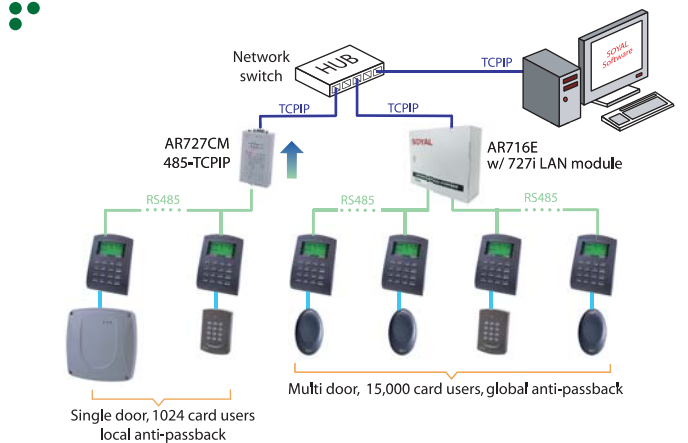 SOYAL
Software
Network
switch
HUB
TCPIP
TCPIP
TCPIP
AR727CM
485-TCPIP
SOYAL
AR716E
w/ 727i LAN module
RS485
RS485
RS485
Multi door, 15,000 card users, global anti-passback
Single door, 1024 card users
local anti-passback